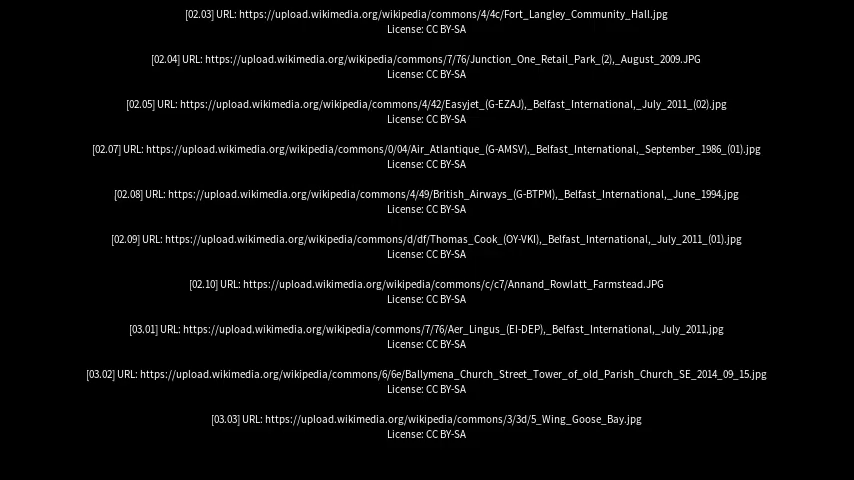 [02.03] URL: https://upload.wikimedia.org/wikipedia/commons/4/4c/Fort_Langley_Community_Hall.jpg
License: CC BY-SA
[02.04] URL: https://upload.wikimedia.org/wikipedia/commons/7/76/Junction_One_Retail_Park_(2),_August_2009.JPG
License: CC BY-SA
[02.05] URL: https://upload.wikimedia.org/wikipedia/commons/4/42/Easyjet_(G-EZAJ),_Belfast_International,_July_2011_(02).jpg
License: CC BY-SA
[02.07] URL: https://upload.wikimedia.org/wikipedia/commons/0/04/Air_Atlantique_(G-AMSV),_Belfast_International,_September_1986_(01).jpg
License: CC BY-SA
[02.08] URL: https://upload.wikimedia.org/wikipedia/commons/4/49/British_Airways_(G-BTPM),_Belfast_International,_June_1994.jpg
License: CC BY-SA
[02.09] URL: https://upload.wikimedia.org/wikipedia/commons/d/df/Thomas_Cook_(OY-VKI),_Belfast_International,_July_2011_(01).jpg
License: CC BY-SA
[02.10] URL: https://upload.wikimedia.org/wikipedia/commons/c/c7/Annand_Rowlatt_Farmstead.JPG
License: CC BY-SA
[03.01] URL: https://upload.wikimedia.org/wikipedia/commons/7/76/Aer_Lingus_(EI-DEP),_Belfast_International,_July_2011.jpg
License: CC BY-SA
[03.02] URL: https://upload.wikimedia.org/wikipedia/commons/6/6e/Ballymena_Church_Street_Tower_of_old_Parish_Church_SE_2014_09_15.jpg
License: CC BY-SA
[03.03] URL: https://upload.wikimedia.org/wikipedia/commons/3/3d/5_Wing_Goose_Bay.jpg
License: CC BY-SA